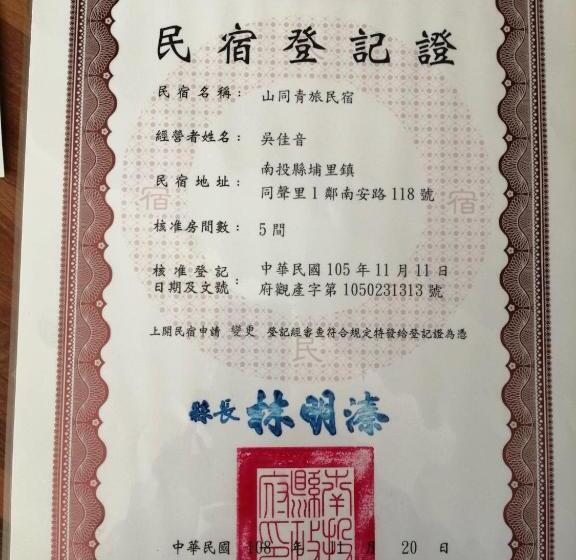 民宿登記證
民宿名稱： 山同青旅民宿
經營者姓名： 吳佳音
民宿地址： 南投縣埔里鎮
同聲里1鄰南安路118號
核准房間數： 5間
核准登記日期及文號： 中華民國105年11月11日
府觀產字第1050231313號
上開民宿申請 變更 登記經審查符合規定特發給登記證為憑
縣長 林明溱
中華民國 108 年 11 月 20 日
宿
宿
民